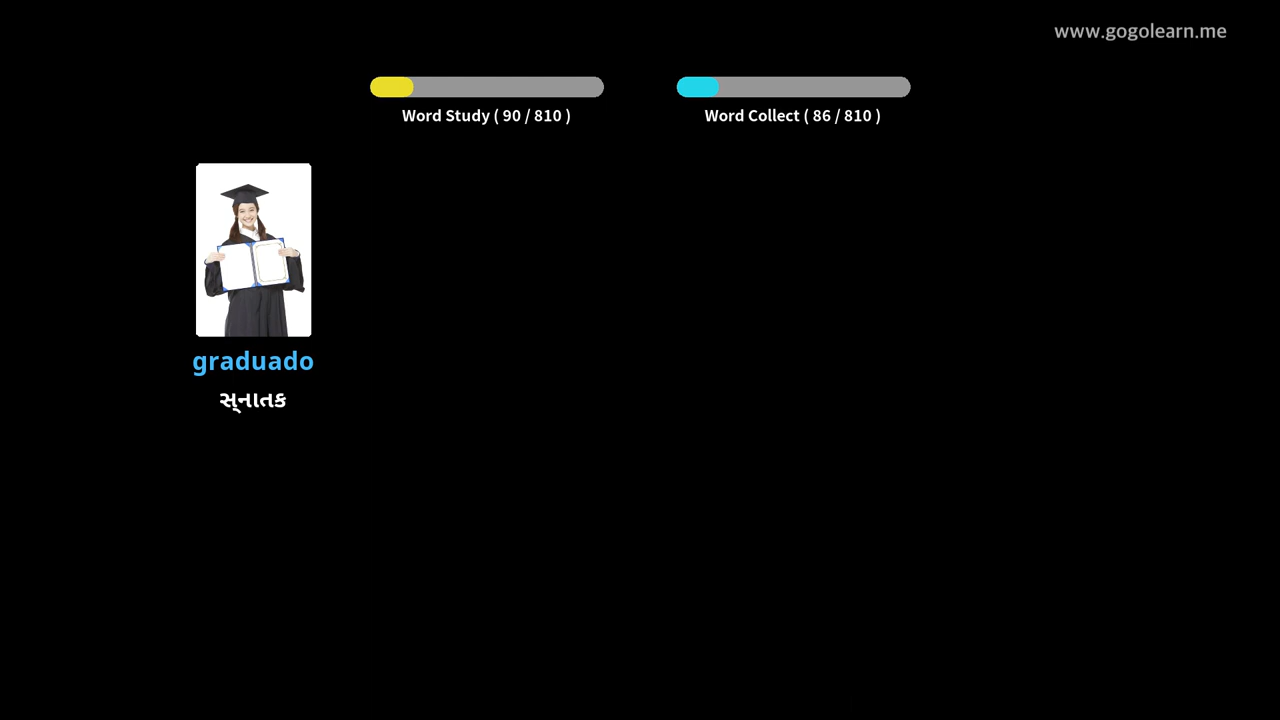 www.gogolearn.me
Word Study ( 90 / 810 )
Word Collect ( 86 / 810 )
graduado
સ્નાતક